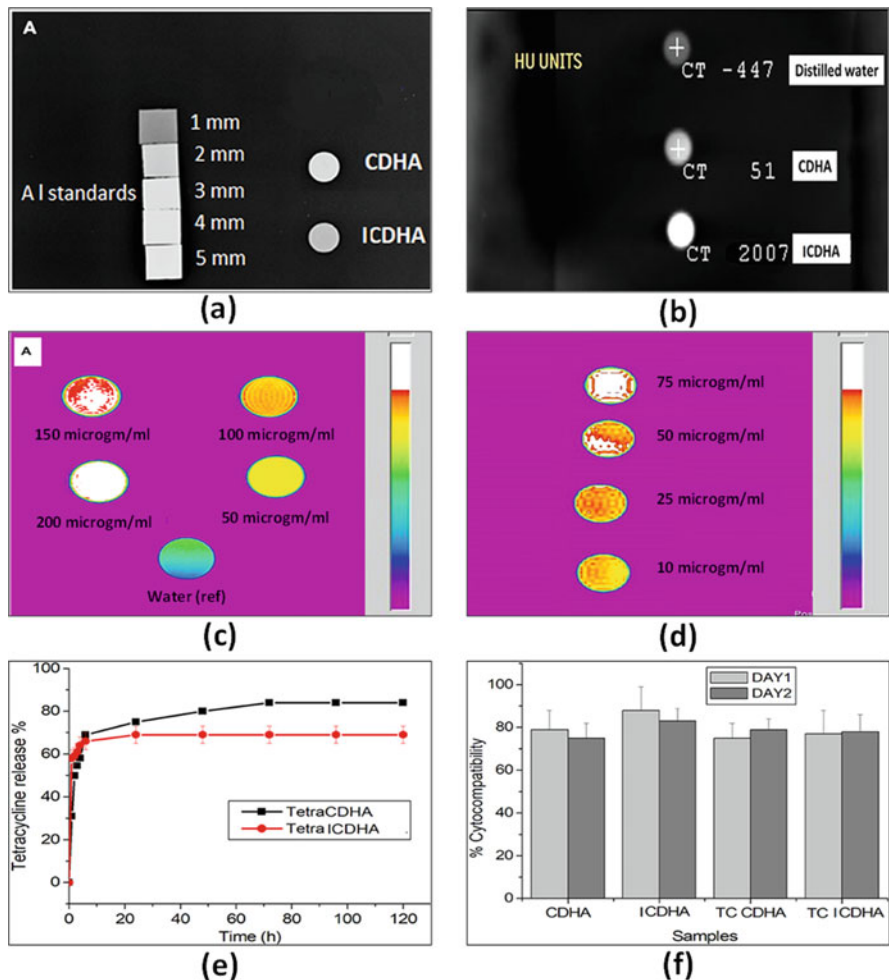 A
1 mm
2 mm
3 mm
4 mm
5 mm
A l standards
CDHA
ICDHA
(a)
HU UNITS
CT -447 Distilled water
CT 51 CDHA
CT 2007 ICDHA
(b)
A
150 microgm/ml
100 microgm/ml
200 microgm/ml
50 microgm/ml
Water (ref)
(c)
75 microgm/ml
50 microgm/ml
25 microgm/ml
10 microgm/ml
(d)
Tetracycline release %
100
80
60
40
20
0
TetraCDHA
Tetra ICDHA
0 20 40 60 80 100 120
Time (h)
(e)
% Cytocompatibility
100
80
60
40
20
0
DAY1
DAY2
CDHA ICDHA TC CDHA TC ICDHA
Samples
(f)